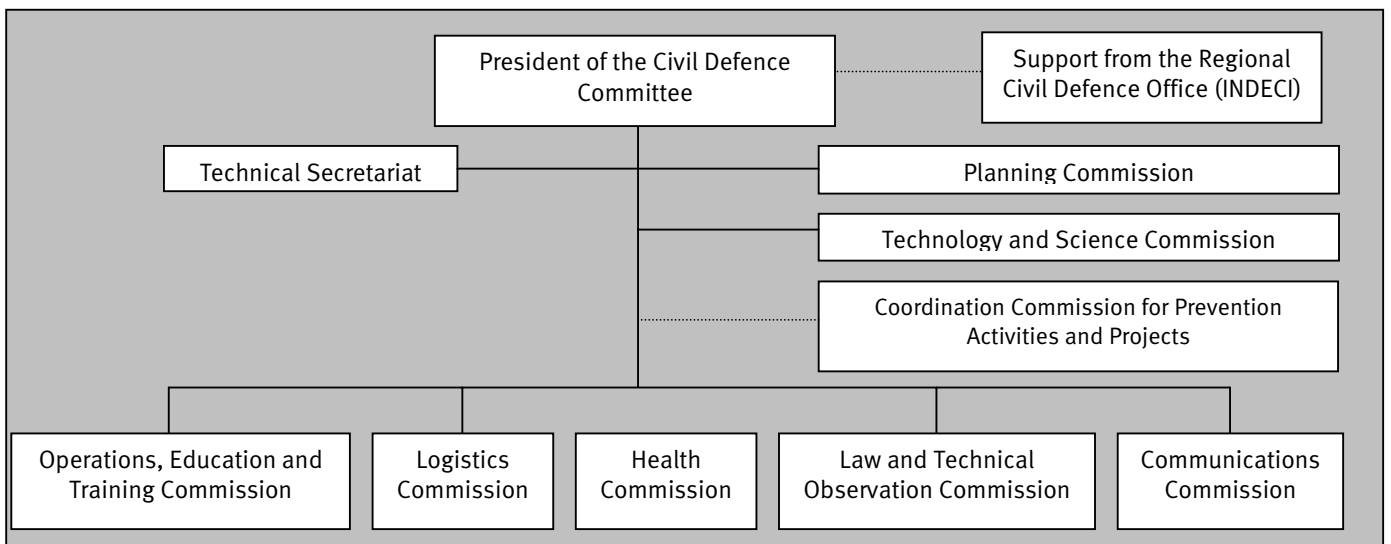 President of the Civil Defence
Committee
Support from the Regional
Civil Defence Office (INDECI)
Technical Secretariat
Planning Commission
Technology and Science Commission
Coordination Commission for Prevention
Activities and Projects
Operations, Education and
Training Commission
Logistics
Commission
Health
Commission
Law and Technical
Observation Commission
Communications
Commission